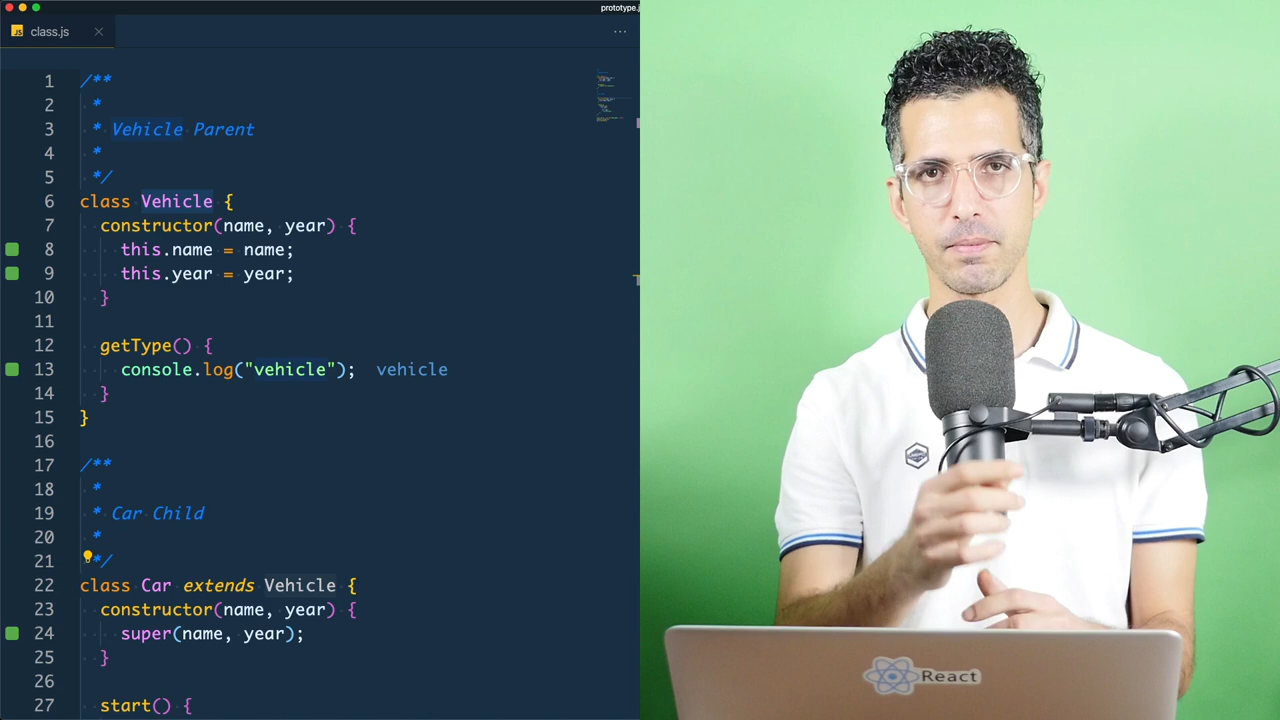 prototype.j
JS class.js
1 /**
2 *
3 * Vehicle Parent
4 *
5 */
6 class Vehicle {
7 constructor(name, year) {
8 this.name = name;
9 this.year = year;
10 }
11
12 getType() {
13 console.log("vehicle"); vehicle
14 }
15 }
16
17 /**
18 *
19 * Car Child
20 *
21 */
22 class Car extends Vehicle {
23 constructor(name, year) {
24 super(name, year);
25 }
26
27 start() {
React